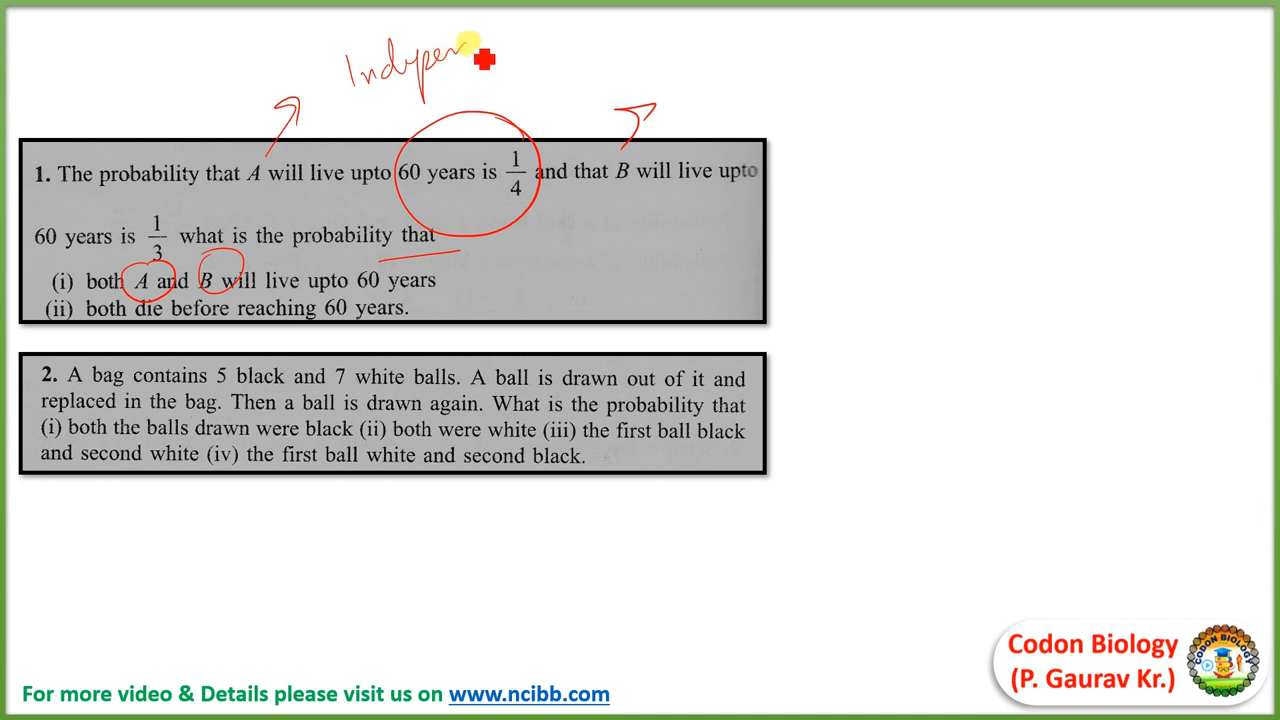 Indepen
1. The probability that A will live upto 60 years is 1/4 and that B will live upto
60 years is 1/3 what is the probability that
(i) both A and B will live upto 60 years
(ii) both die before reaching 60 years.
2. A bag contains 5 black and 7 white balls. A ball is drawn out of it and
replaced in the bag. Then a ball is drawn again. What is the probability that
(i) both the balls drawn were black (ii) both were white (iii) the first ball black
and second white (iv) the first ball white and second black.
Codon Biology
(P. Gaurav Kr.)
CODON BIOLOGY
For more video & Details please visit us on www.ncibb.com